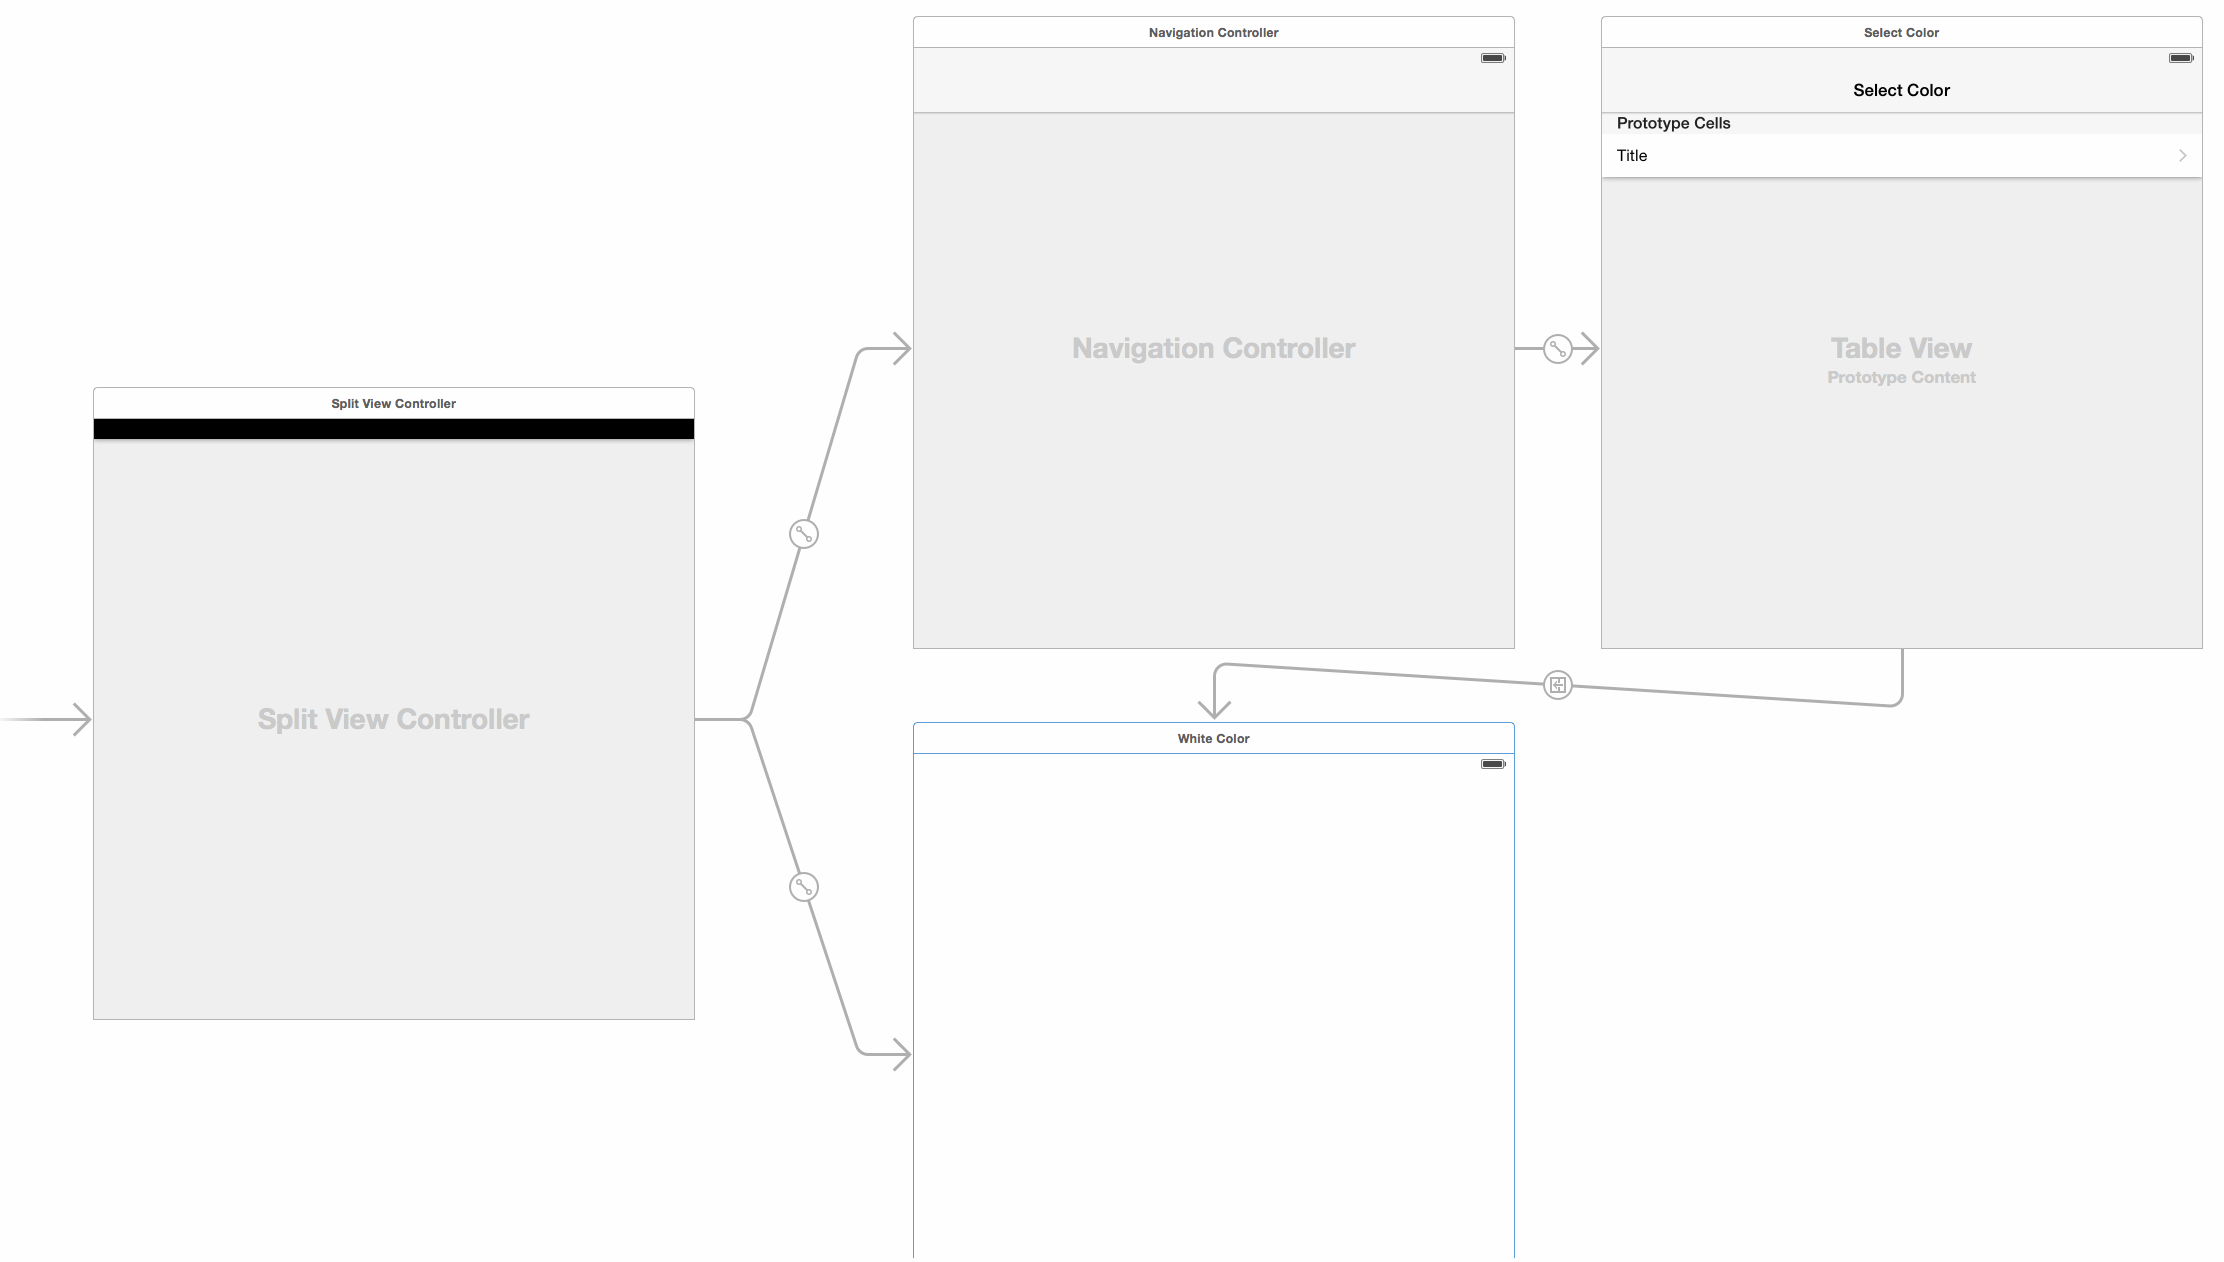 Navigation Controller
Navigation Controller
Select Color
Select Color
Prototype Cells
Title
Table View
Prototype Content
Split View Controller
Split View Controller
White Color